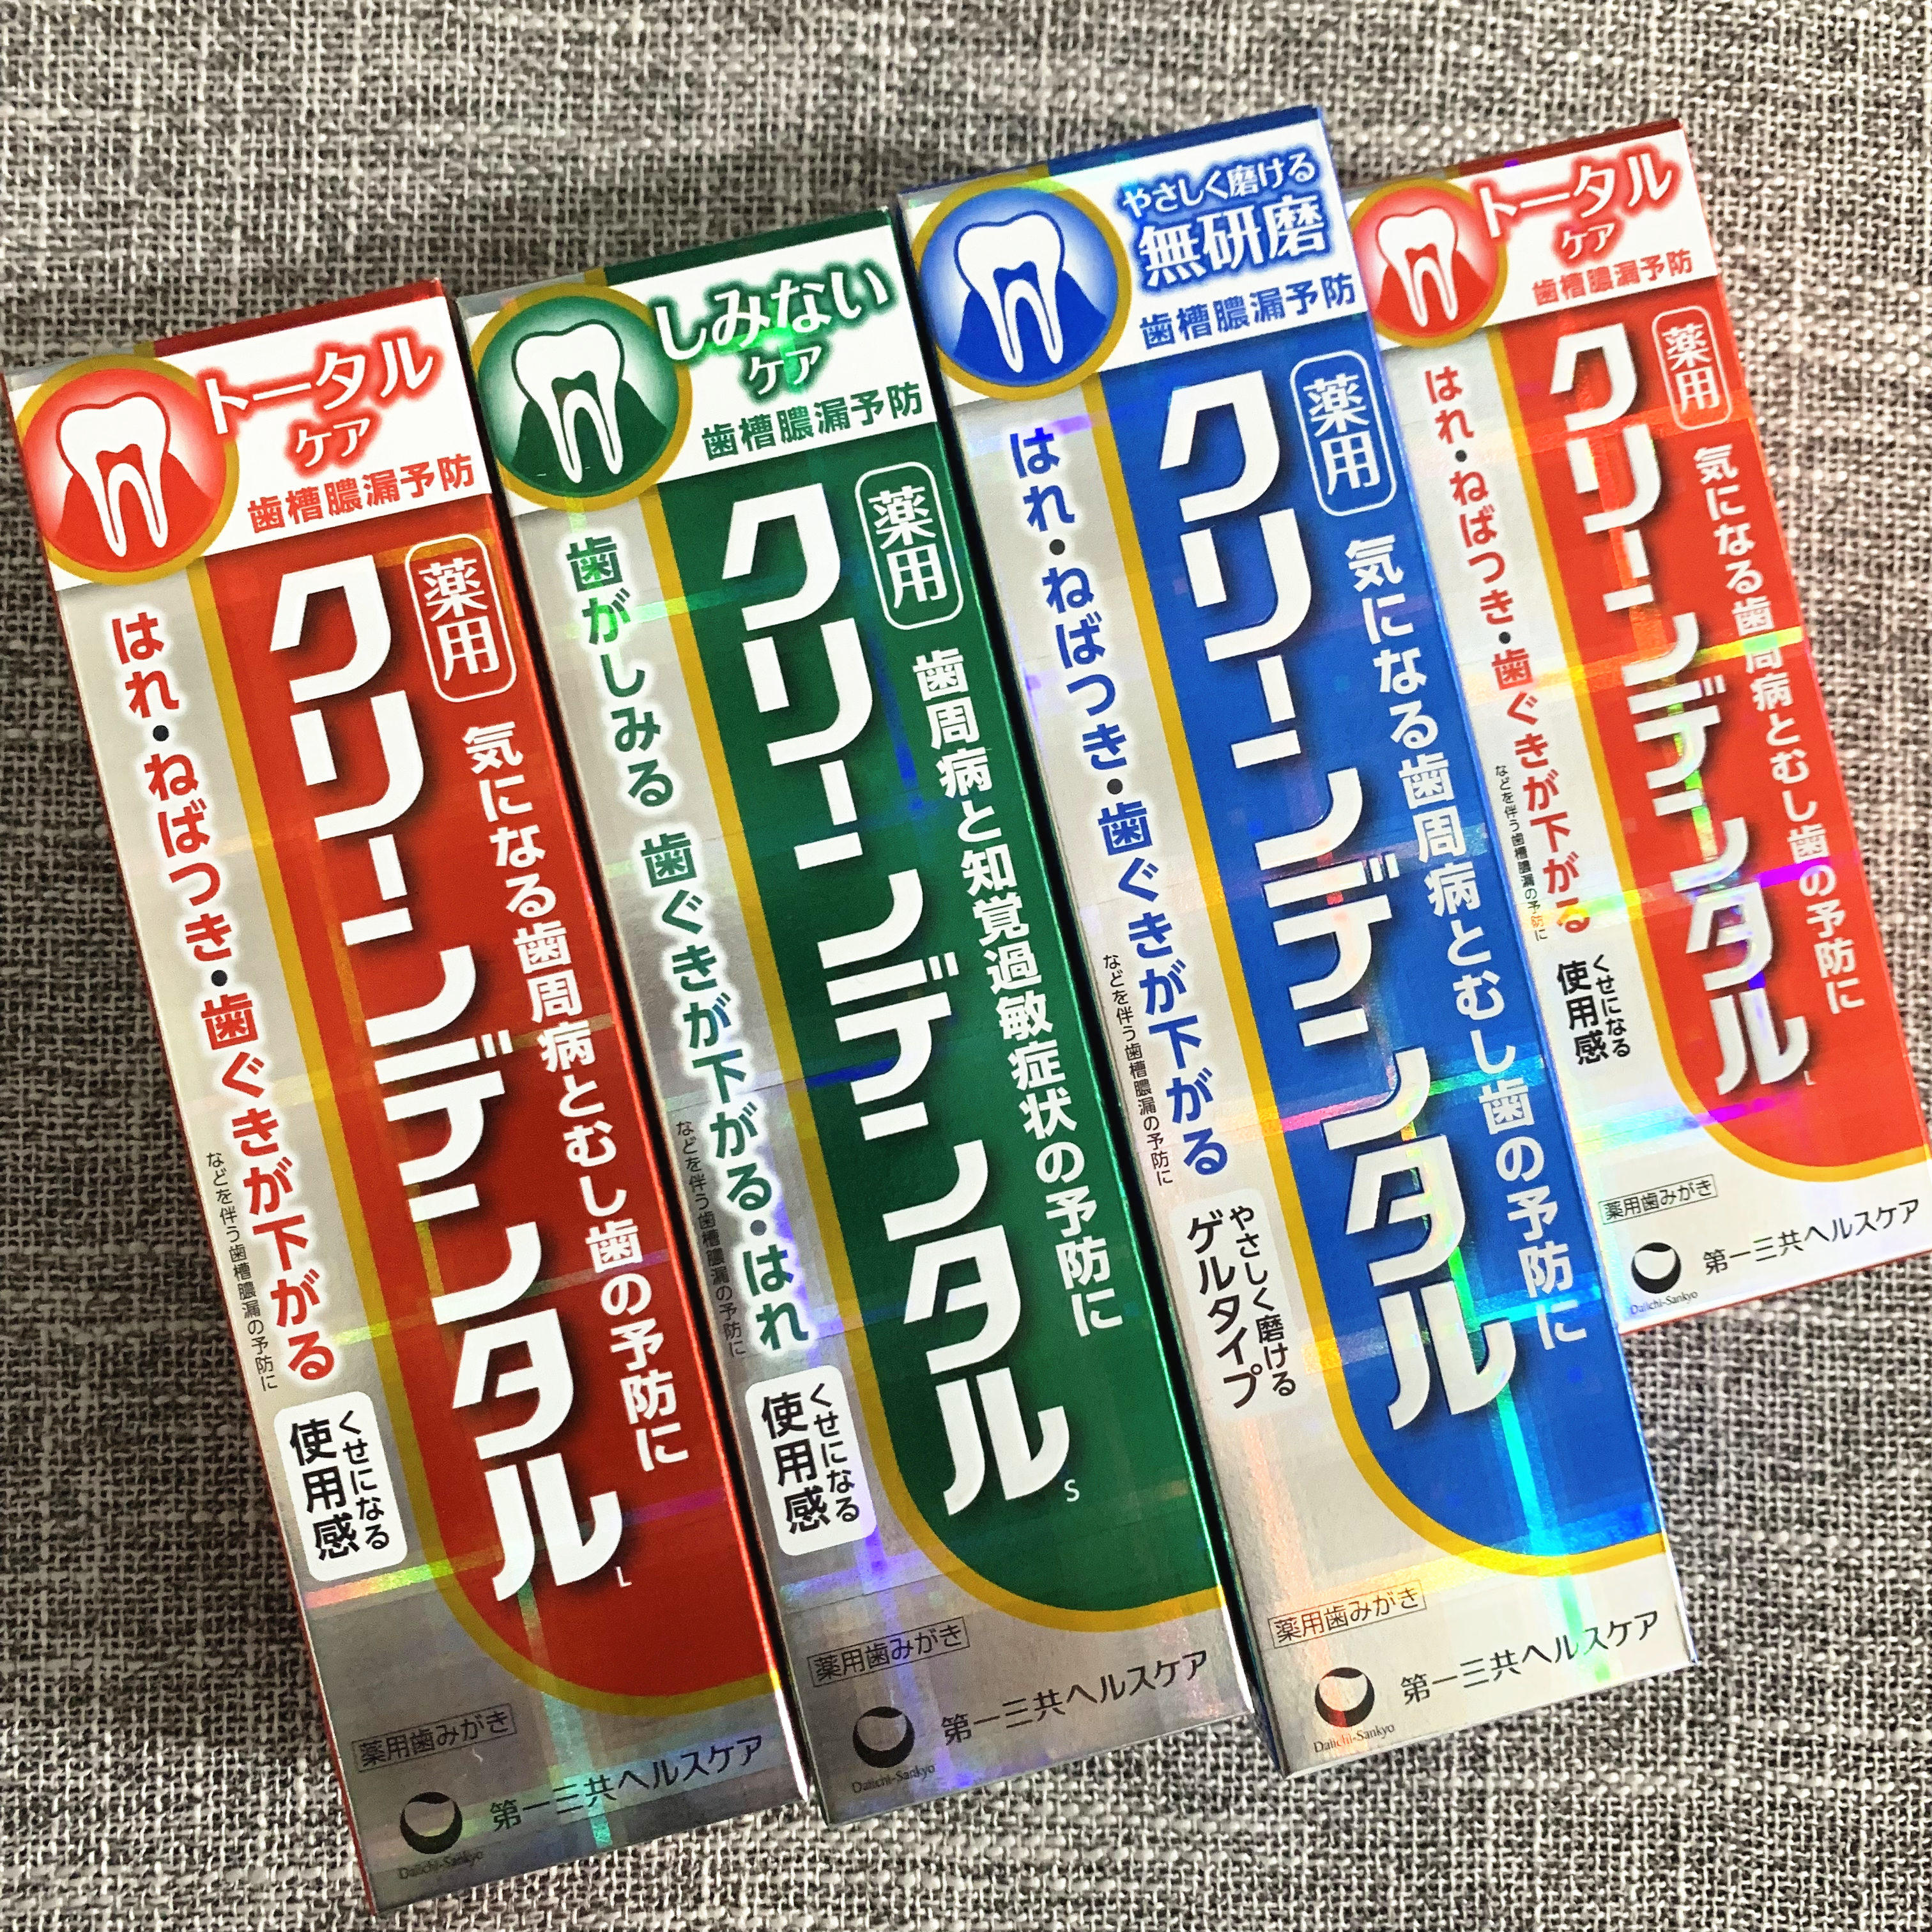 トータル
ケア
歯槽膿漏予防
薬用
クリーンデンタル
L
気になる歯周病とむし歯の予防に
はれ・ねばつき・歯ぐきが下がる
などを伴う歯槽膿漏の予防に
くせになる
使用感
薬用歯みがき
第一三共ヘルスケア
Daiichi-Sankyo
しみない
ケア
歯槽膿漏予防
薬用
クリーンデンタル
S
歯周病と知覚過敏症状の予防に
歯がしみる 歯ぐきが下がる・はれ
などを伴う歯槽膿漏の予防に
くせになる
使用感
薬用歯みがき
第一三共ヘルスケア
Daiichi-Sankyo
やさしく磨ける
無研磨
歯槽膿漏予防
薬用
クリーンデンタル
気になる歯周病とむし歯の予防に
はれ・ねばつき・歯ぐきが下がる
などを伴う歯槽膿漏の予防に
やさしく磨ける
ゲルタイプ
薬用歯みがき
第一三共ヘルスケア
Daiichi-Sankyo
トータル
ケア
歯槽膿漏予防
薬用
クリーンデンタル
L
気になる歯周病とむし歯の予防に
はれ・ねばつき・歯ぐきが下がる
などを伴う歯槽膿漏の予防に
くせになる
使用感
薬用歯みがき
第一三共ヘルスケア
Daiichi-Sankyo